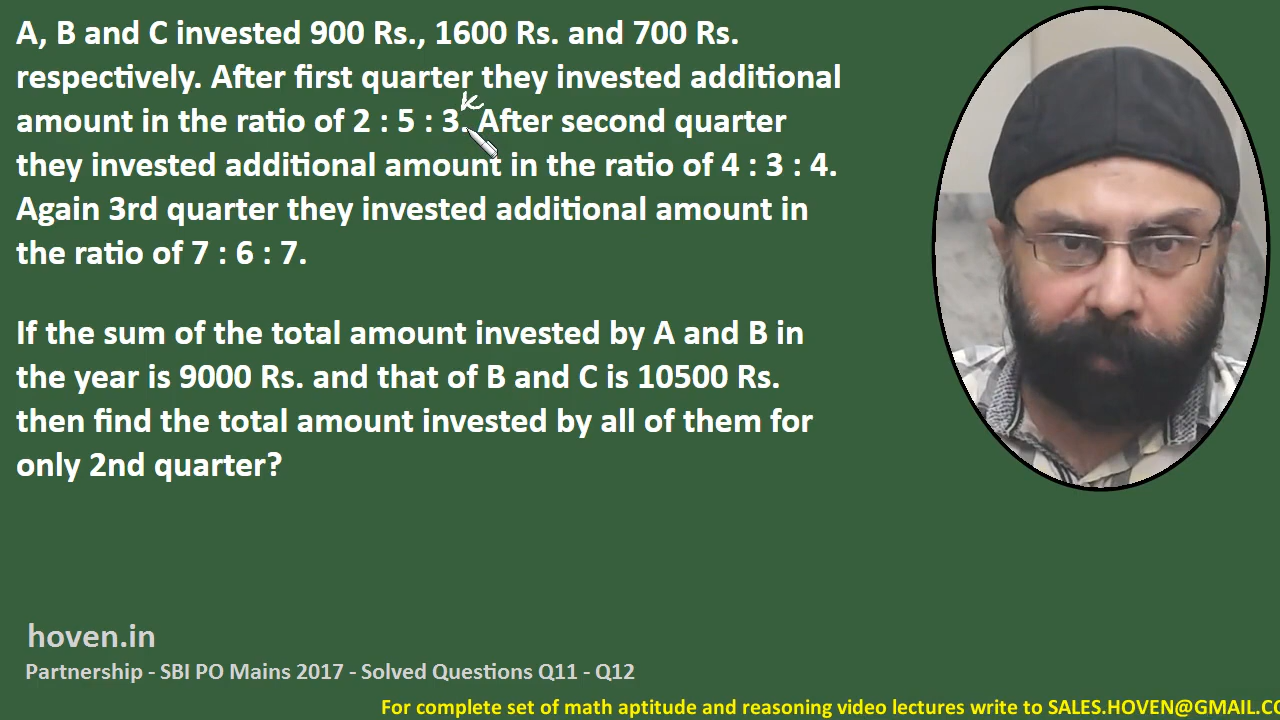 A, B and C invested 900 Rs., 1600 Rs. and 700 Rs.
respectively. After first quarter they invested additional
amount in the ratio of 2 : 5 : 3. After second quarter
k
they invested additional amount in the ratio of 4 : 3 : 4.
Again 3rd quarter they invested additional amount in
the ratio of 7 : 6 : 7.
If the sum of the total amount invested by A and B in
the year is 9000 Rs. and that of B and C is 10500 Rs.
then find the total amount invested by all of them for
only 2nd quarter?
hoven.in
Partnership - SBI PO Mains 2017 - Solved Questions Q11 - Q12
For complete set of math aptitude and reasoning video lectures write to SALES.HOVEN@GMAIL.CO